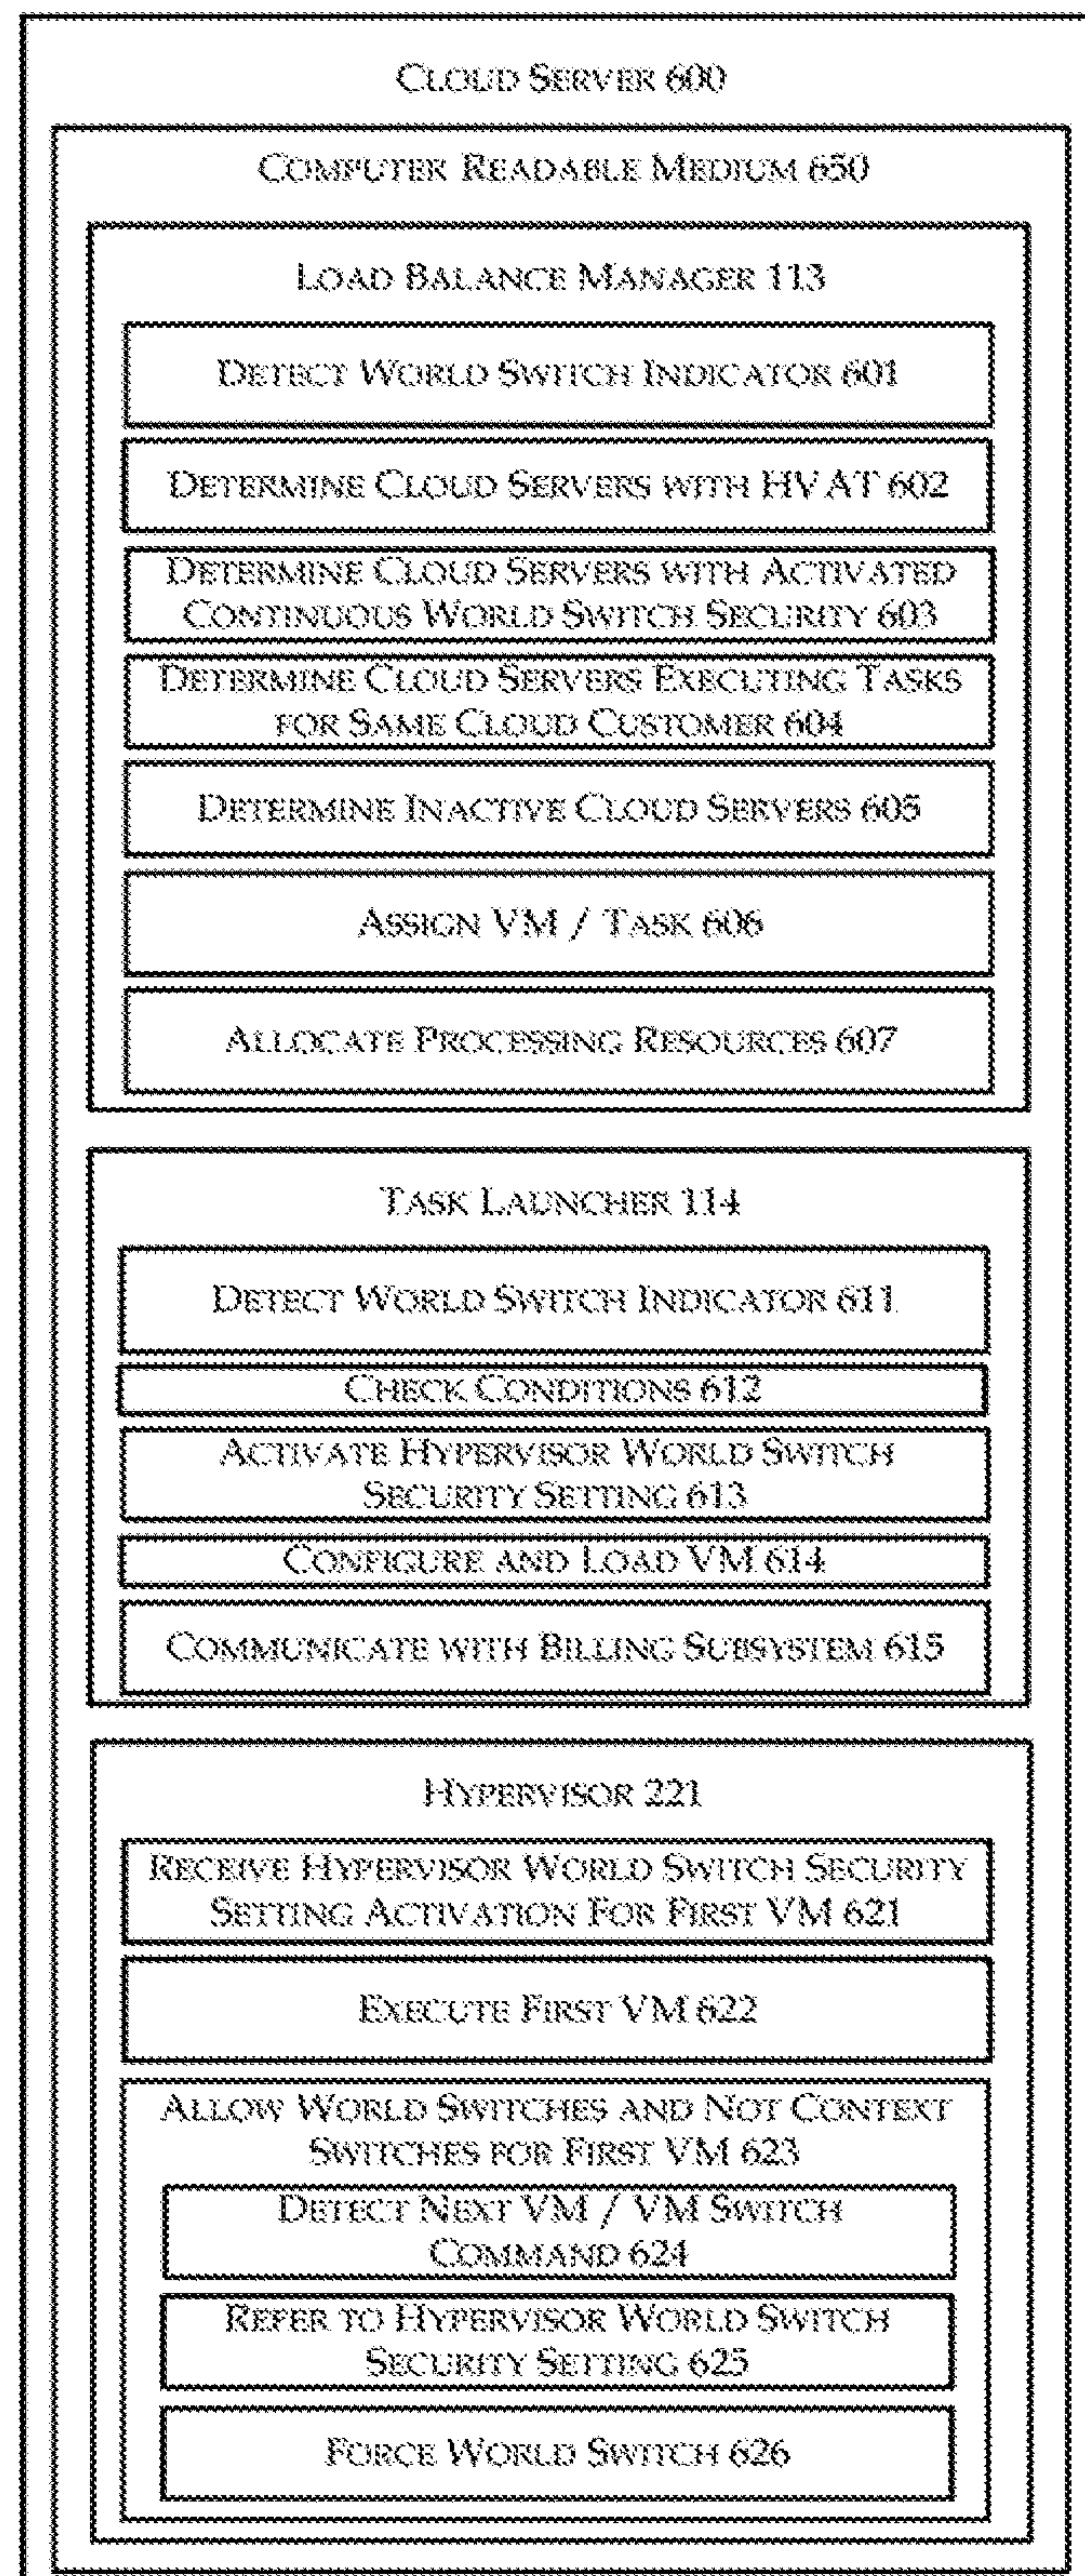 CLOUD SERVER 600
COMPUTER READABLE MEDIUM 650
LOAD BALANCE MANAGER 113
DETECT WORLD SWITCH INDICATOR 601
DETERMINE CLOUD SERVERS WITH HVAT 602
DETERMINE CLOUD SERVERS WITH ACTIVATED
CONTINUOUS WORLD SWITCH SECURITY 603
DETERMINE CLOUD SERVERS EXECUTING TASKS
FOR SAME CLOUD CUSTOMER 604
DETERMINE INACTIVE CLOUD SERVERS 605
ASSIGN VM / TASK 606
ALLOCATE PROCESSING RESOURCES 607
TASK LAUNCHER 114
DETECT WORLD SWITCH INDICATOR 611
CHECK CONDITIONS 612
ACTIVATE HYPERVISOR WORLD SWITCH
SECURITY SETTING 613
CONFIGURE AND LOAD VM 614
COMMUNICATE WITH BILLING SUBSYSTEM 615
HYPERVISOR 221
RECEIVE HYPERVISOR WORLD SWITCH SECURITY
SETTING ACTIVATION FOR FIRST VM 621
EXECUTE FIRST VM 622
ALLOW WORLD SWITCHES AND NOT CONTEXT
SWITCHES FOR FIRST VM 623
DETECT NEXT VM / VM SWITCH
COMMAND 624
REFER TO HYPERVISOR WORLD SWITCH
SECURITY SETTING 625
FORCE WORLD SWITCH 626